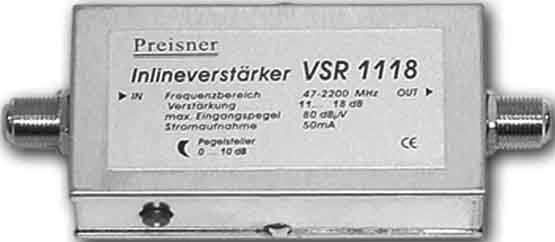 Preisner
Inlineverstärker VSR 1118
▶ IN Frequenzbereich 47-2200 MHz OUT ▶
Verstärkung 11.... 18 dB
max. Eingangspegel 80 dBµV
Stromaufnahme 50mA
Pegelsteller
0 .... 10 dB
CE